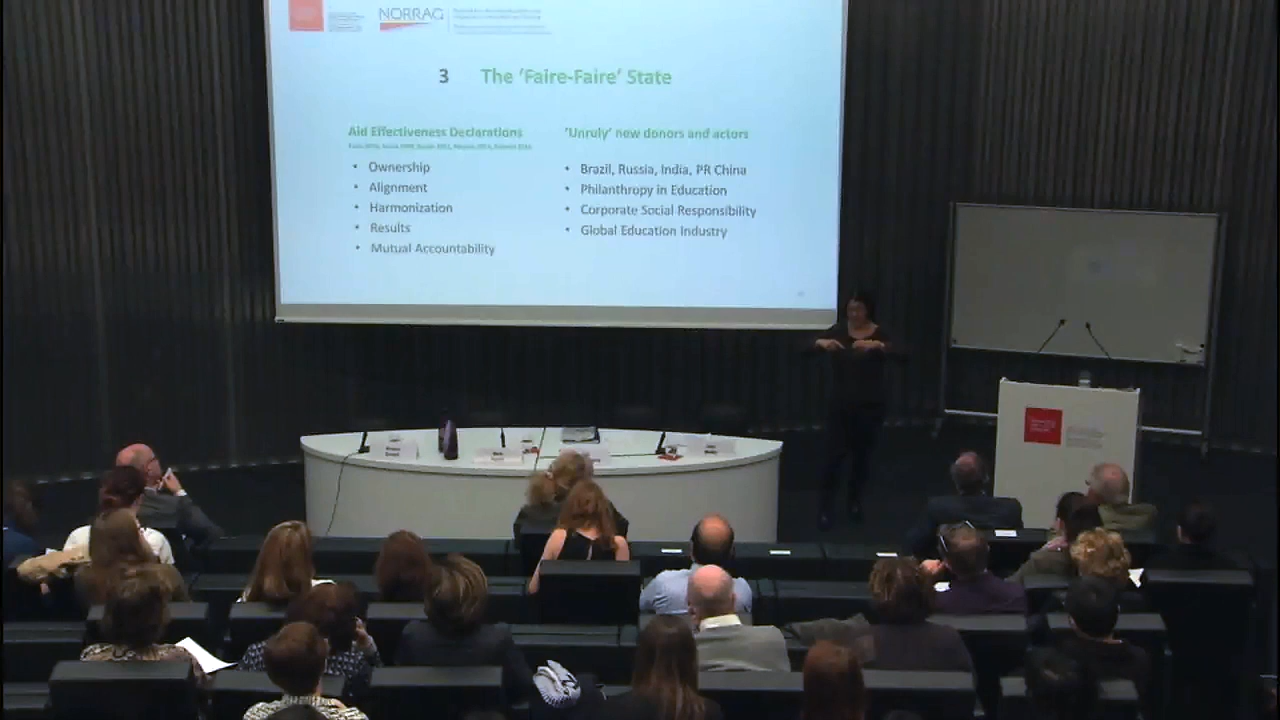 NORRAG
3 The 'Faire-Faire' State
Aid Effectiveness Declarations
• Ownership
• Alignment
• Harmonization
• Results
• Mutual Accountability
'Unruly' new donors and actors
• Brazil, Russia, India, PR China
• Philanthropy in Education
• Corporate Social Responsibility
• Global Education Industry